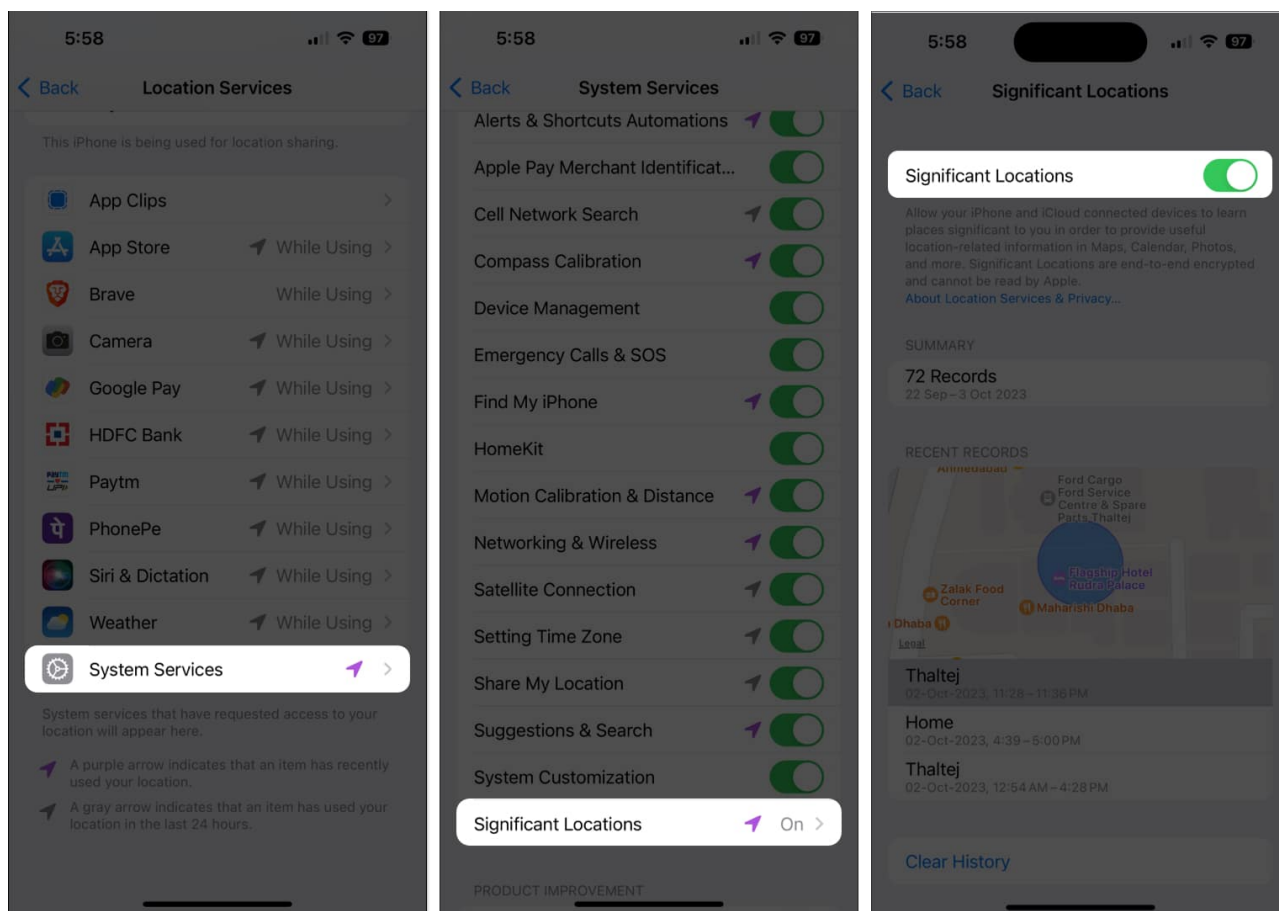 5:58
97
Back
Location Services
This iPhone is being used for location sharing.
App Clips
App Store While Using
Brave While Using
Camera While Using
Google Pay While Using
HDFC Bank While Using
Paytm While Using
PhonePe While Using
Siri & Dictation While Using
Weather While Using
System Services
System services that have requested access to your
location will appear here.
A purple arrow indicates that an item has recently
used your location.
A gray arrow indicates that an item has used your
location in the last 24 hours.
5:58
97
Back
System Services
Alerts & Shortcuts Automations
Apple Pay Merchant Identificat...
Cell Network Search
Compass Calibration
Device Management
Emergency Calls & SOS
Find My iPhone
HomeKit
Motion Calibration & Distance
Networking & Wireless
Satellite Connection
Setting Time Zone
Share My Location
Suggestions & Search
System Customization
Significant Locations On
PRODUCT IMPROVEMENT
5:58
97
Back
Significant Locations
Significant Locations
Allow your iPhone and iCloud connected devices to learn
places significant to you in order to provide useful
location-related information in Maps, Calendar, Photos,
and more. Significant Locations are end-to-end encrypted
and cannot be read by Apple.
About Location Services & Privacy...
SUMMARY
72 Records
22 Sep – 3 Oct 2023
RECENT RECORDS
Ahmedabad
Ford Cargo
Ford Service
Centre & Spare
Parts Thaltej
Flagship Hotel
Rudra Palace
Zalak Food
Corner
Maharishi Dhaba
Dhaba
Legal
Thaltej
02-Oct-2023, 11:28 – 11:36 PM
Home
02-Oct-2023, 4:39 – 5:00 PM
Thaltej
02-Oct-2023, 12:54 AM – 4:28 PM
Clear History